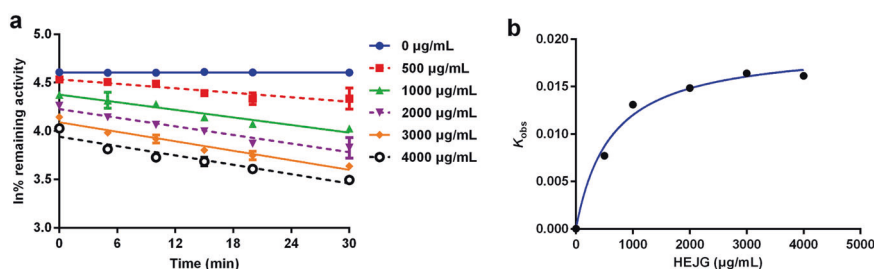 a
ln% remaining activity
5.0
4.5
4.0
3.5
3.0
0
6
12
18
24
30
Time (min)
0 µg/mL
500 µg/mL
1000 µg/mL
2000 µg/mL
3000 µg/mL
4000 µg/mL
b
Kobs
0.020
0.015
0.010
0.005
0.000
0
1000
2000
3000
4000
5000
HEJG (µg/mL)